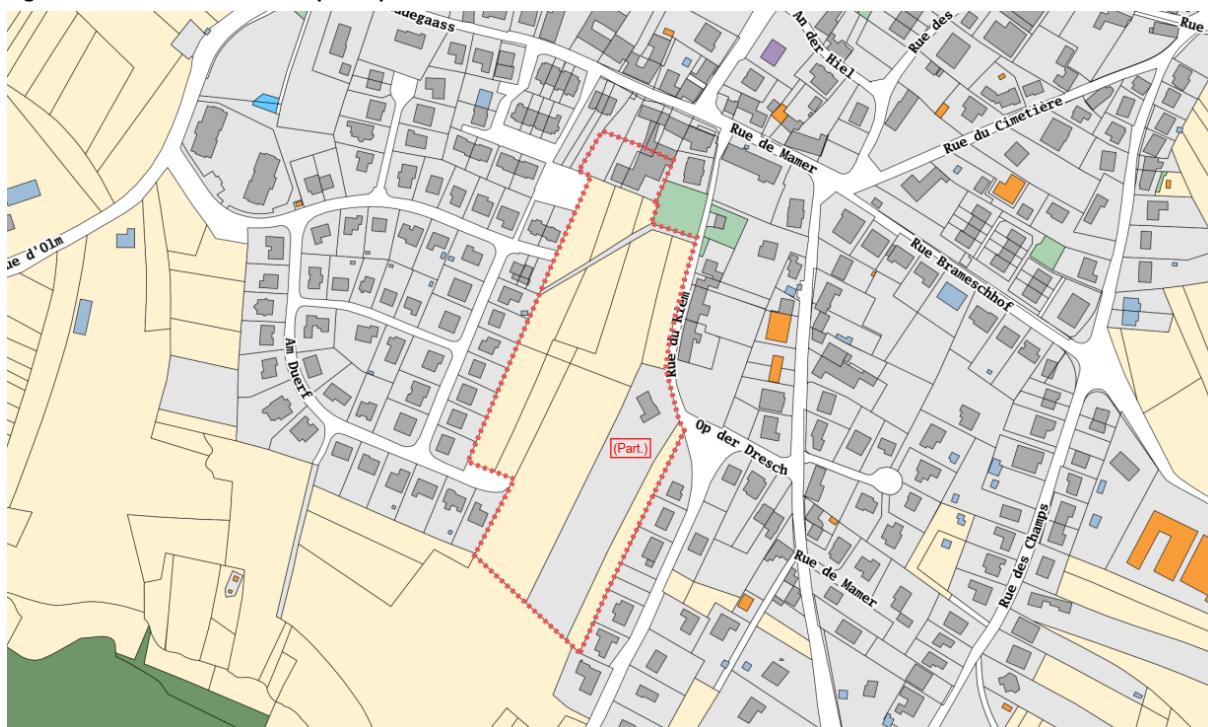 An der Hiel
Rue des
Rue
Rue de Mamer
Rue du Cimetière
Rue d'Olm
Rue Brameschhof
Rue du Kiem
Am Duerf
(Part.)
Op der Dresch
Rue de Mamer
Rue des Champs